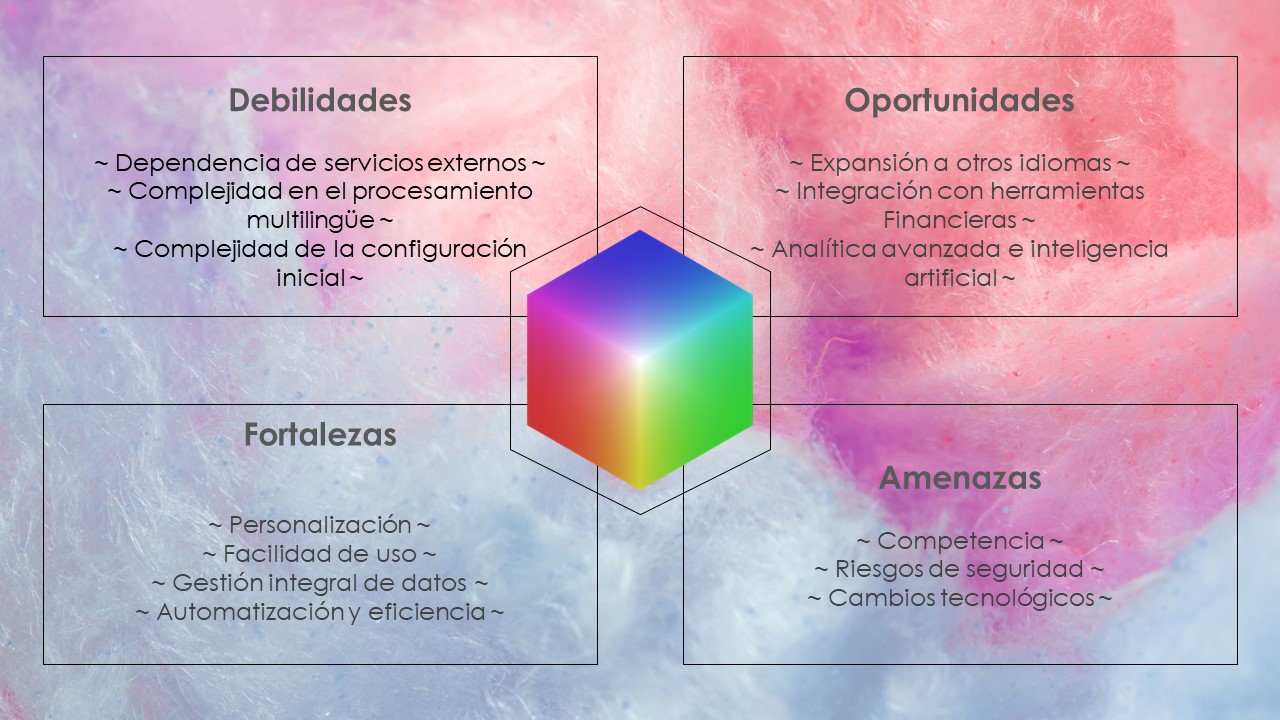 Debilidades
~ Dependencia de servicios externos ~
~ Complejidad en el procesamiento
multilingüe ~
~ Complejidad de la configuración
inicial ~
Oportunidades
~ Expansión a otros idiomas ~
~ Integración con herramientas
Financieras ~
~ Analítica avanzada e inteligencia
artificial ~
Fortalezas
~ Personalización ~
~ Facilidad de uso ~
~ Gestión integral de datos ~
~ Automatización y eficiencia ~
Amenazas
~ Competencia ~
~ Riesgos de seguridad ~
~ Cambios tecnológicos ~